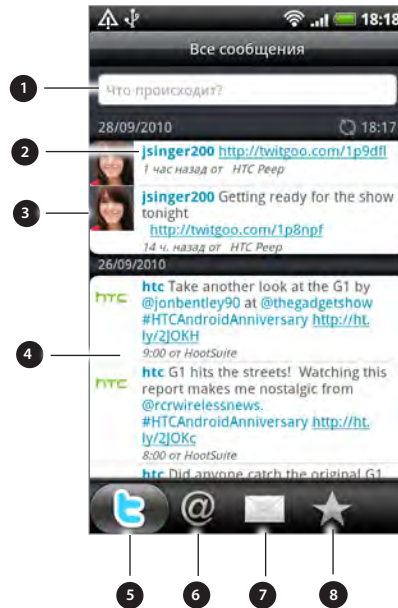 18:18
Все сообщения
1
Что происходит?
28/09/2010 18:17
2
jsinger200 http://twitgoo.com/1p9dfl
1 час назад от HTC Peep
3
jsinger200 Getting ready for the show
tonight
http://twitgoo.com/1p8npf
14 ч. назад от HTC Peep
26/09/2010
hTC
htc Take another look at the G1 by
@jonbentley90 at @thegadgetshow
#HTCAndroidAnniversary http://ht.
ly/2JOKH
4
9:00 от HootSuite
hTC
htc G1 hits the streets! Watching this
report makes me nostalgic from
@rcrwirelessnews.
#HTCAndroidAnniversary http://ht.
ly/2JOKc
8:00 от HootSuite
htc Did anyone catch the original G1
t @
5 6 7 8